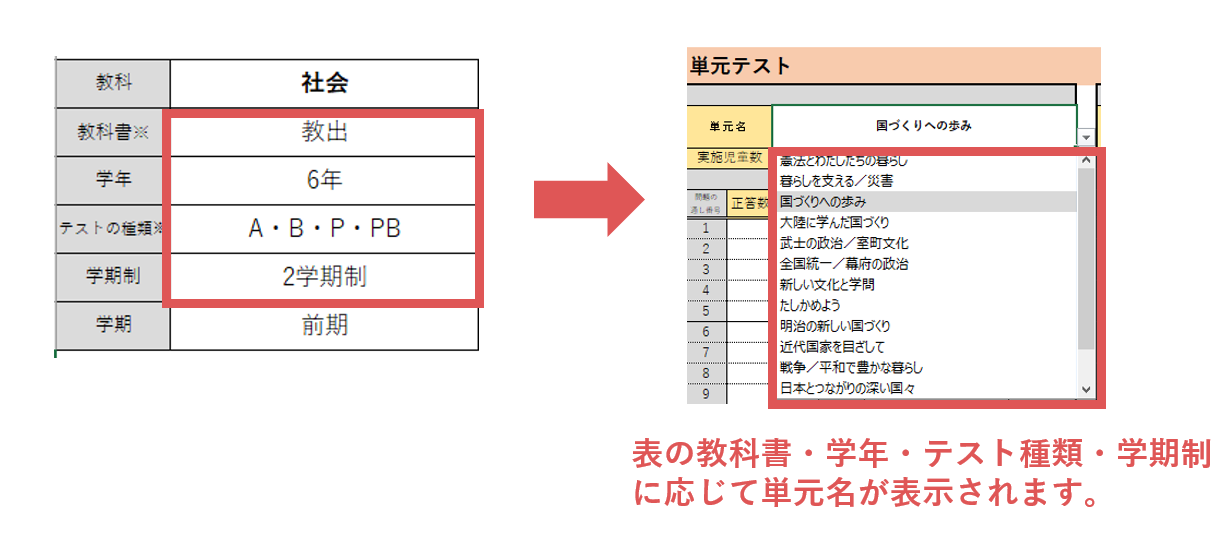 教科 社会
教科書※ 教出
学年 6年
テストの種類※ A・B・P・PB
学期制 2学期制
学期 前期
単元テスト
単元名 国づくりへの歩み
実施児童数
問題の
通し番号
正答数
憲法とわたしたちの暮らし
暮らしを支える／災害
国づくりへの歩み
大陸に学んだ国づくり
武士の政治／室町文化
全国統一／幕府の政治
新しい文化と学問
たしかめよう
明治の新しい国づくり
近代国家を目ざして
戦争／平和で豊かな暮らし
日本とつながりの深い国々
1
2
3
4
5
6
7
8
9
表の教科書・学年・テスト種類・学期制
に応じて単元名が表示されます。